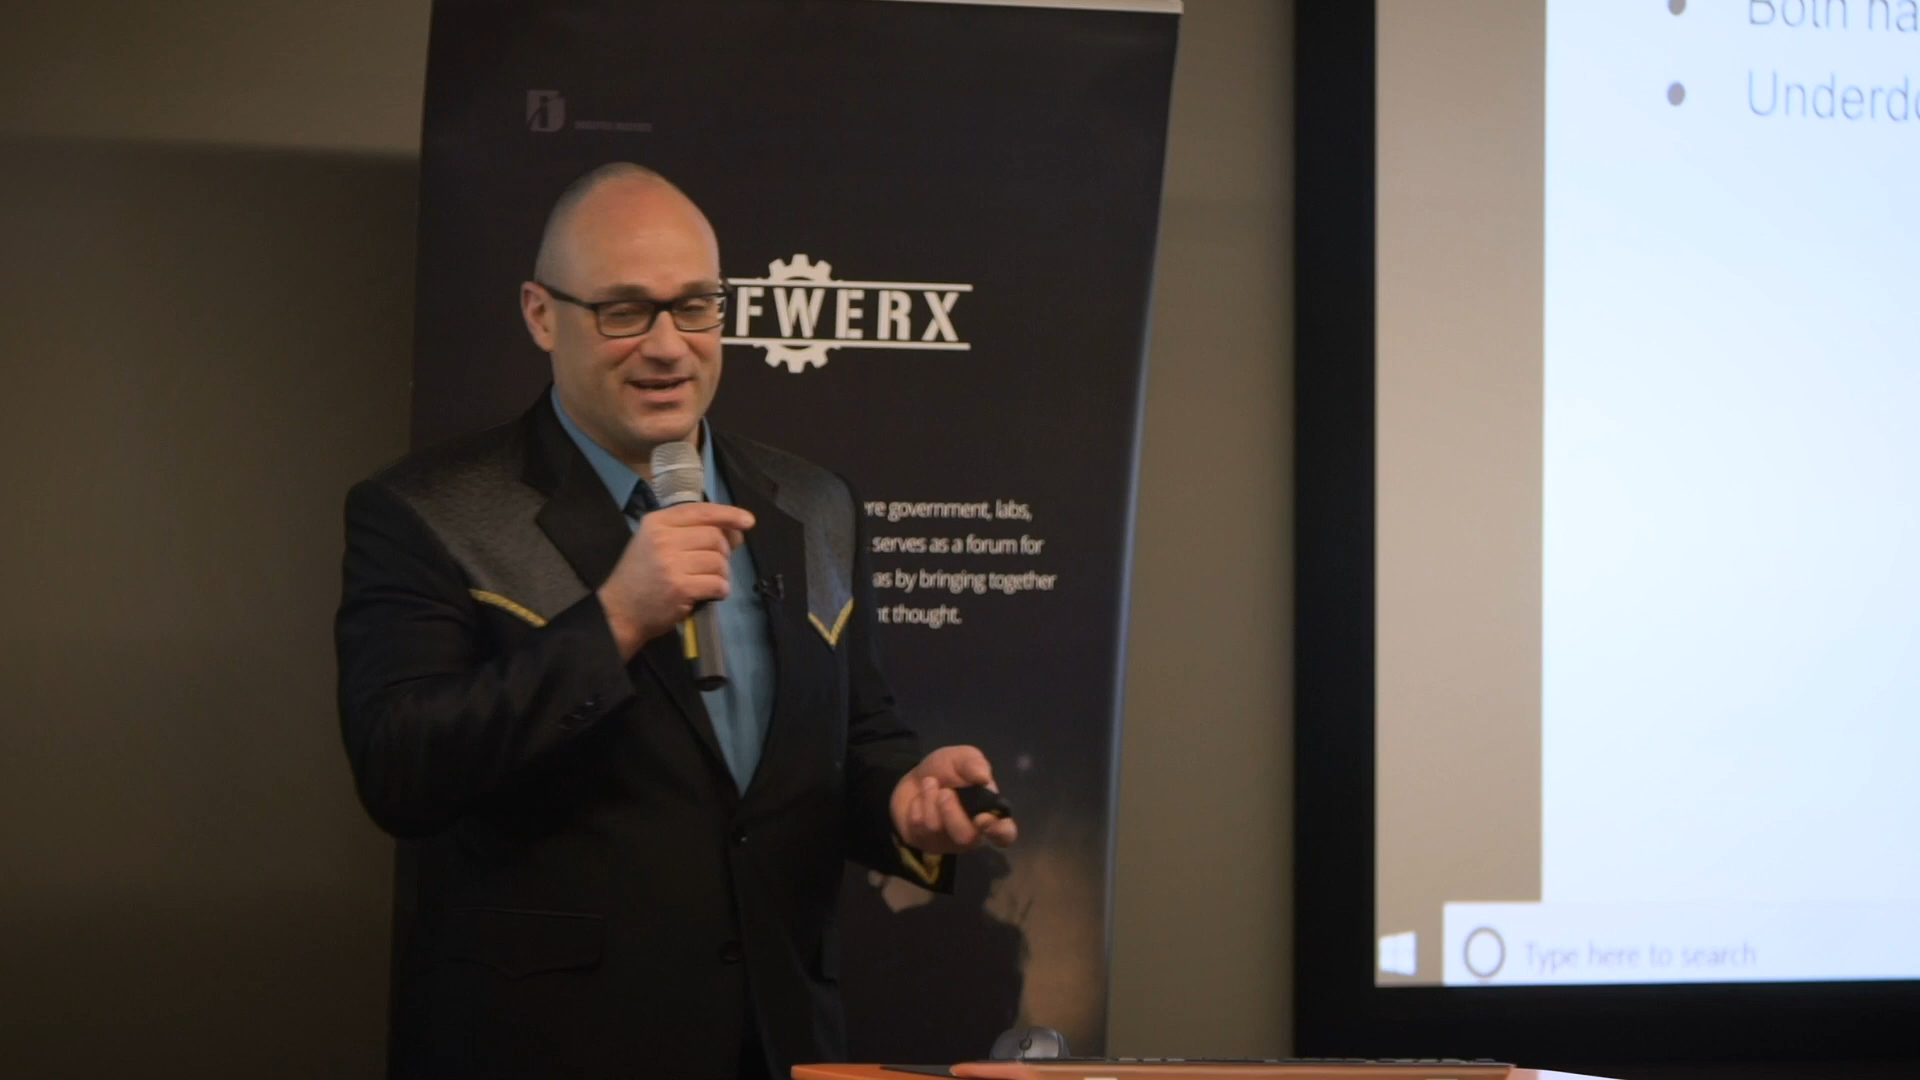 FWERX
re government, labs,
serves as a forum for
as by bringing together
nt thought.
Both ha
Underdo
Type here to search